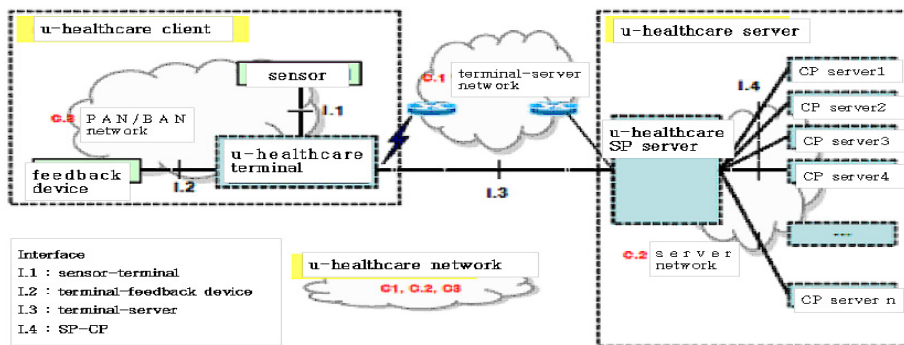 u-healthcare client
sensor
I.1
C.3 PAN/BAN
network
u-healthcare
terminal
feedback
device
I.2
C.1 terminal-server
network
I.3
u-healthcare server
I.4
CP server1
CP server2
CP server3
CP server4
...
CP server n
u-healthcare
SP server
C.2 server
network
Interface
I.1 : sensor-terminal
I.2 : terminal-feedback device
I.3 : terminal-server
I.4 : SP-CP
u-healthcare network
C1, C.2, C3